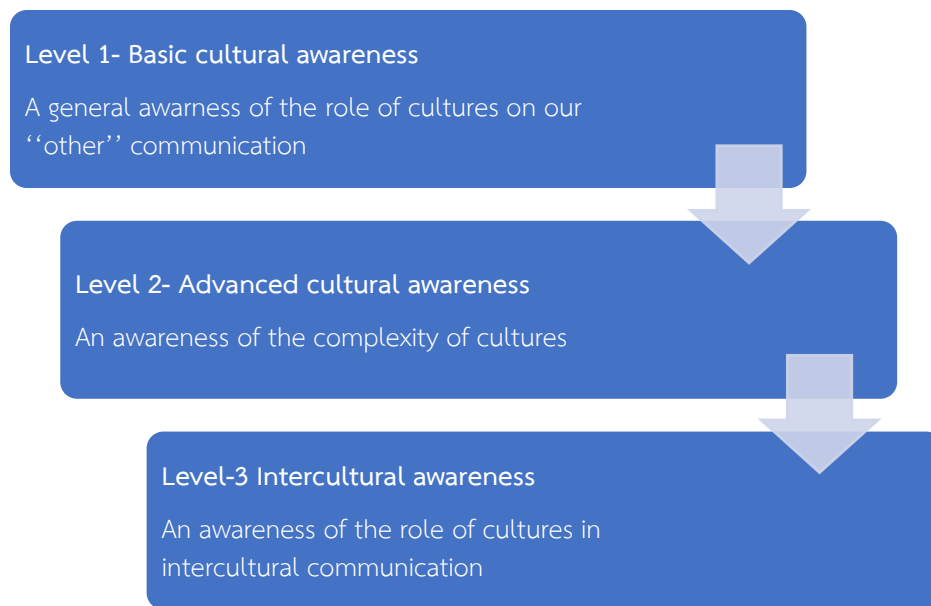 Level 1- Basic cultural awareness
A general awarness of the role of cultures on our
‘‘other’’ communication
Level 2- Advanced cultural awareness
An awareness of the complexity of cultures
Level-3 Intercultural awareness
An awareness of the role of cultures in
intercultural communication